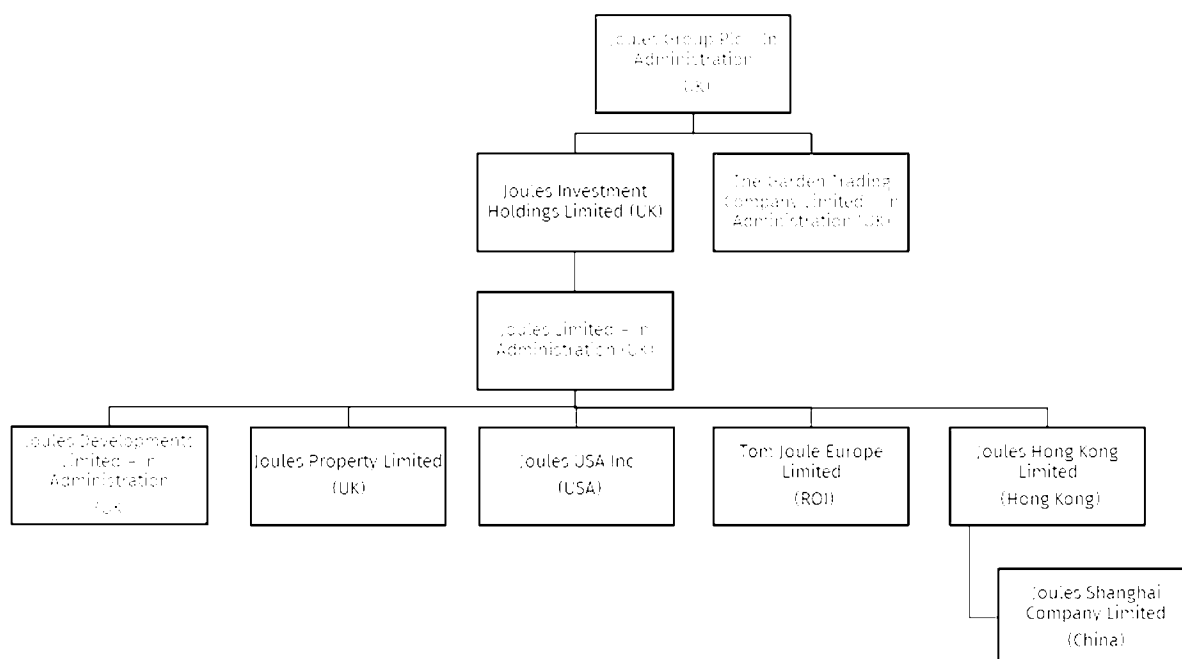 Joules Group Plc – In
Administration
(UK)
Joules Investment
Holdings Limited (UK)
The Garden Trading
Company Limited – In
Administration (UK)
Joules Limited – In
Administration (UK)
Joules Developments
Limited – In
Administration
(UK)
Joules Property Limited
(UK)
Joules USA Inc
(USA)
Tom Joule Europe
Limited
(ROI)
Joules Hong Kong
Limited
(Hong Kong)
Joules Shanghai
Company Limited
(China)